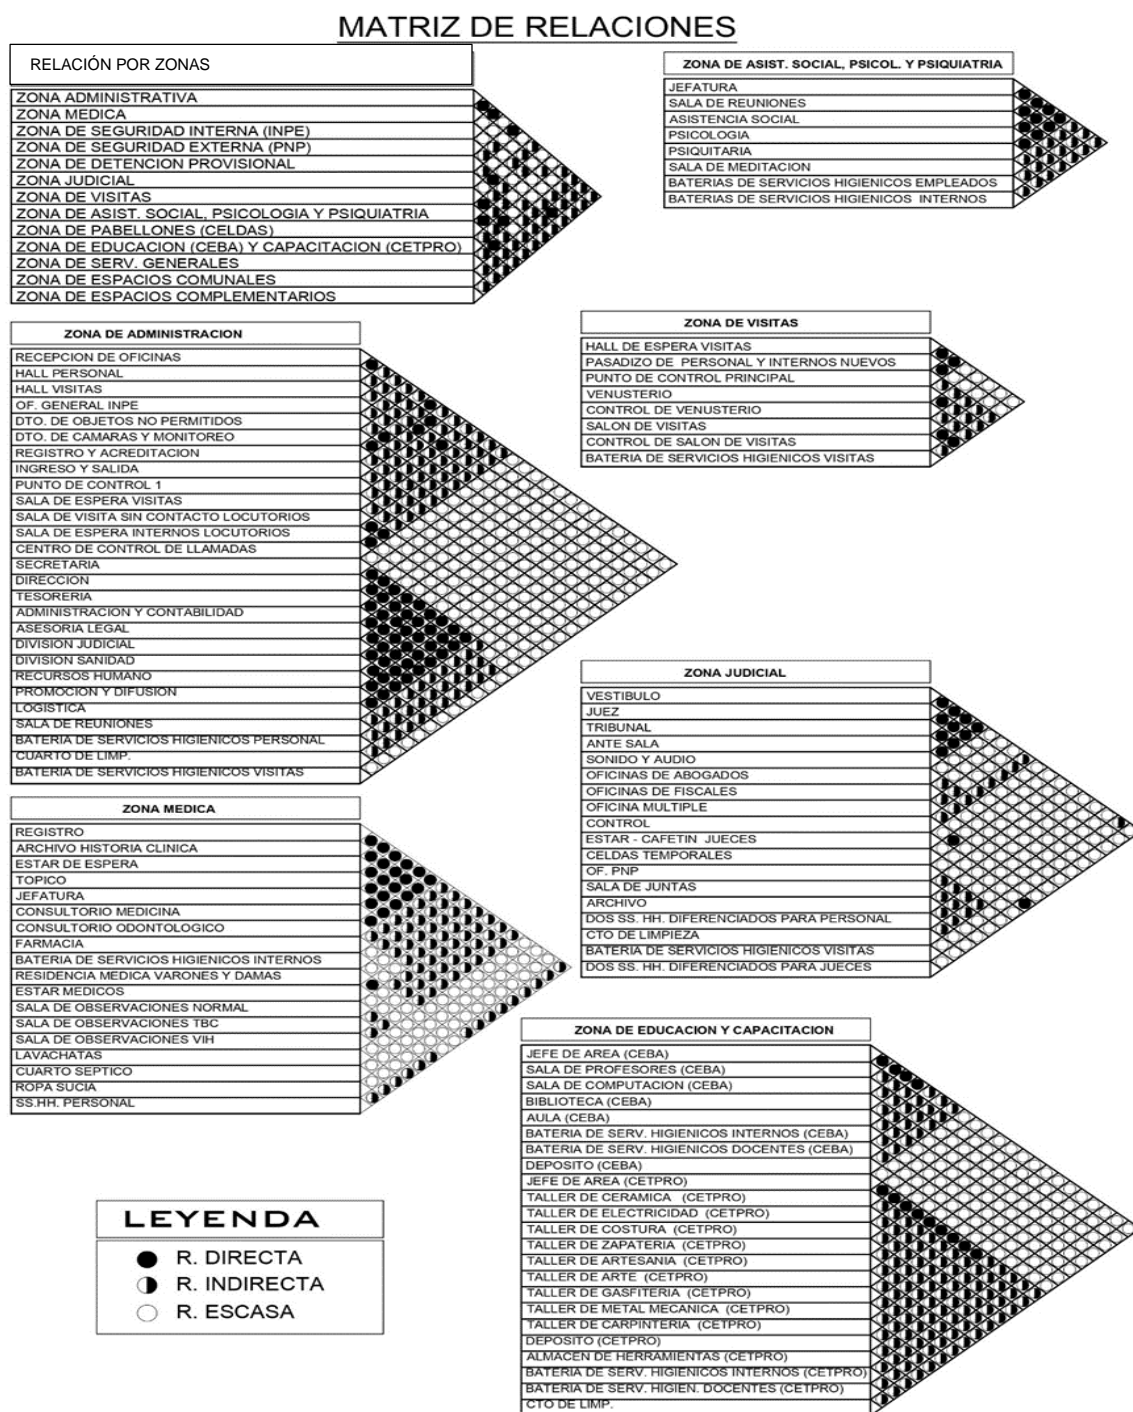 MATRIZ DE RELACIONES
RELACIÓN POR ZONAS
ZONA ADMINISTRATIVA
ZONA MEDICA
ZONA DE SEGURIDAD INTERNA (INPE)
ZONA DE SEGURIDAD EXTERNA (PNP)
ZONA DE DETENCION PROVISIONAL
ZONA JUDICIAL
ZONA DE VISITAS
ZONA DE ASIST. SOCIAL, PSICOLOGIA Y PSIQUIATRIA
ZONA DE PABELLONES (CELDAS)
ZONA DE EDUCACION (CEBA) Y CAPACITACION (CETPRO)
ZONA DE SERV. GENERALES
ZONA DE ESPACIOS COMUNALES
ZONA DE ESPACIOS COMPLEMENTARIOS
ZONA DE ASIST. SOCIAL, PSICOL. Y PSIQUIATRIA
JEFATURA
SALA DE REUNIONES
ASISTENCIA SOCIAL
PSICOLOGIA
PSIQUITARIA
SALA DE MEDITACION
BATERIAS DE SERVICIOS HIGIENICOS EMPLEADOS
BATERIAS DE SERVICIOS HIGIENICOS INTERNOS
ZONA DE ADMINISTRACION
RECEPCION DE OFICINAS
HALL PERSONAL
HALL VISITAS
OF. GENERAL INPE
DTO. DE OBJETOS NO PERMITIDOS
DTO. DE CAMARAS Y MONITOREO
REGISTRO Y ACREDITACION
INGRESO Y SALIDA
PUNTO DE CONTROL 1
SALA DE ESPERA VISITAS
SALA DE VISITA SIN CONTACTO LOCUTORIOS
SALA DE ESPERA INTERNOS LOCUTORIOS
CENTRO DE CONTROL DE LLAMADAS
SECRETARIA
DIRECCION
TESORERIA
ADMINISTRACION Y CONTABILIDAD
ASESORIA LEGAL
DIVISION JUDICIAL
DIVISION SANIDAD
RECURSOS HUMANO
PROMOCION Y DIFUSION
LOGISTICA
SALA DE REUNIONES
BATERIA DE SERVICIOS HIGIENICOS PERSONAL
CUARTO DE LIMP.
BATERIA DE SERVICIOS HIGIENICOS VISITAS
ZONA DE VISITAS
HALL DE ESPERA VISITAS
PASADIZO DE PERSONAL Y INTERNOS NUEVOS
PUNTO DE CONTROL PRINCIPAL
VENUSTERIO
CONTROL DE VENUSTERIO
SALON DE VISITAS
CONTROL DE SALON DE VISITAS
BATERIA DE SERVICIOS HIGIENICOS VISITAS
ZONA JUDICIAL
VESTIBULO
JUEZ
TRIBUNAL
ANTE SALA
SONIDO Y AUDIO
OFICINAS DE ABOGADOS
OFICINAS DE FISCALES
OFICINA MULTIPLE
CONTROL
ESTAR - CAFETIN JUECES
CELDAS TEMPORALES
OF. PNP
SALA DE JUNTAS
ARCHIVO
DOS SS. HH. DIFERENCIADOS PARA PERSONAL
CTO DE LIMPIEZA
BATERIA DE SERVICIOS HIGIENICOS VISITAS
DOS SS. HH. DIFERENCIADOS PARA JUECES
ZONA MEDICA
REGISTRO
ARCHIVO HISTORIA CLINICA
ESTAR DE ESPERA
TOPICO
JEFATURA
CONSULTORIO MEDICINA
CONSULTORIO ODONTOLOGICO
FARMACIA
BATERIA DE SERVICIOS HIGIENICOS INTERNOS
RESIDENCIA MEDICA VARONES Y DAMAS
ESTAR MEDICOS
SALA DE OBSERVACIONES NORMAL
SALA DE OBSERVACIONES TBC
SALA DE OBSERVACIONES VIH
LAVACHATAS
CUARTO SEPTICO
ROPA SUCIA
SS.HH. PERSONAL
ZONA DE EDUCACION Y CAPACITACION
JEFE DE AREA (CEBA)
SALA DE PROFESORES (CEBA)
SALA DE COMPUTACION (CEBA)
BIBLIOTECA (CEBA)
AULA (CEBA)
BATERIA DE SERV. HIGIENICOS INTERNOS (CEBA)
BATERIA DE SERV. HIGIENICOS DOCENTES (CEBA)
DEPOSITO (CEBA)
JEFE DE AREA (CETPRO)
TALLER DE CERAMICA (CETPRO)
TALLER DE ELECTRICIDAD (CETPRO)
TALLER DE COSTURA (CETPRO)
TALLER DE ZAPATERIA (CETPRO)
TALLER DE ARTESANIA (CETPRO)
TALLER DE ARTE (CETPRO)
TALLER DE GASFITERIA (CETPRO)
TALLER DE METAL MECANICA (CETPRO)
TALLER DE CARPINTERIA (CETPRO)
DEPOSITO (CETPRO)
ALMACEN DE HERRAMIENTAS (CETPRO)
BATERIA DE SERV. HIGIENICOS INTERNOS (CETPRO)
BATERIA DE SERV. HIGIEN. DOCENTES (CETPRO)
CTO DE LIMP.
LEYENDA
R. DIRECTA
R. INDIRECTA
R. ESCASA